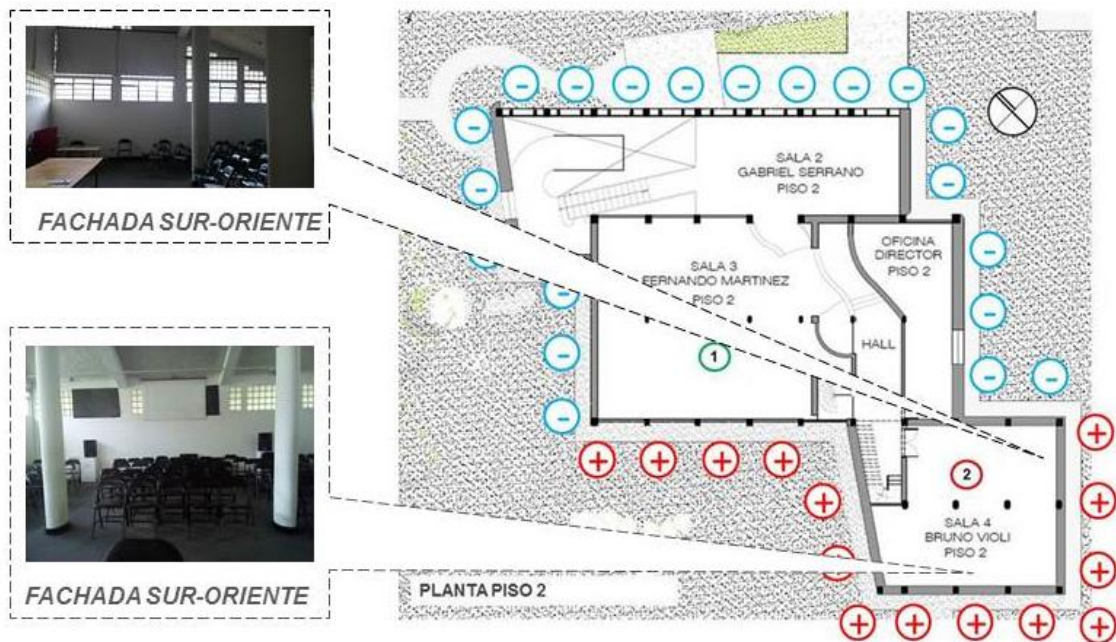 FACHADA SUR-ORIENTE
FACHADA SUR-ORIENTE
SALA 2
GABRIEL SERRANO
PISO 2
OFICINA
DIRECTOR
PISO 2
SALA 3
FERNANDO MARTINEZ
PISO 2
HALL
1
2
SALA 4
BRUNO VIOLI
PISO 2
PLANTA PISO 2